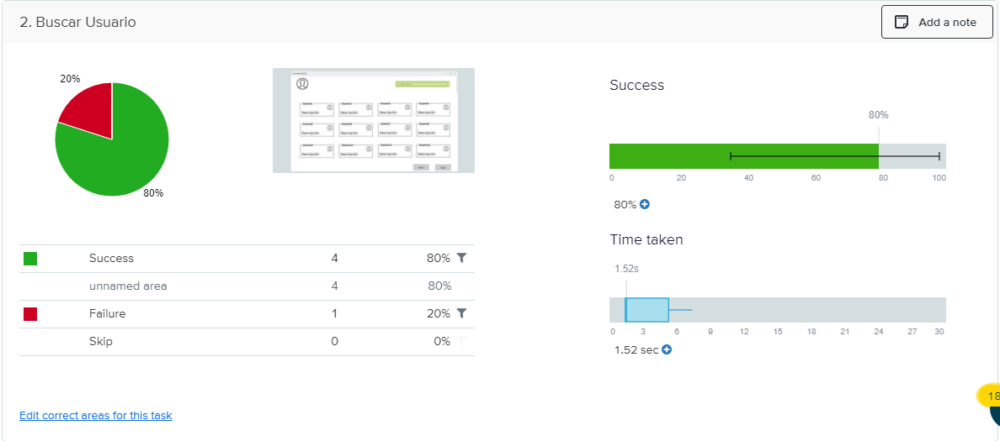 2. Buscar Usuario
Add a note
20%
80%
Success 4 80%
unnamed area 4 80%
Failure 1 20%
Skip 0 0%
Edit correct areas for this task
Success
80%
0 20 40 60 80 100
80%
Time taken
1.52s
0 3 6 9 12 15 18 21 24 27 30
1.52 sec
18